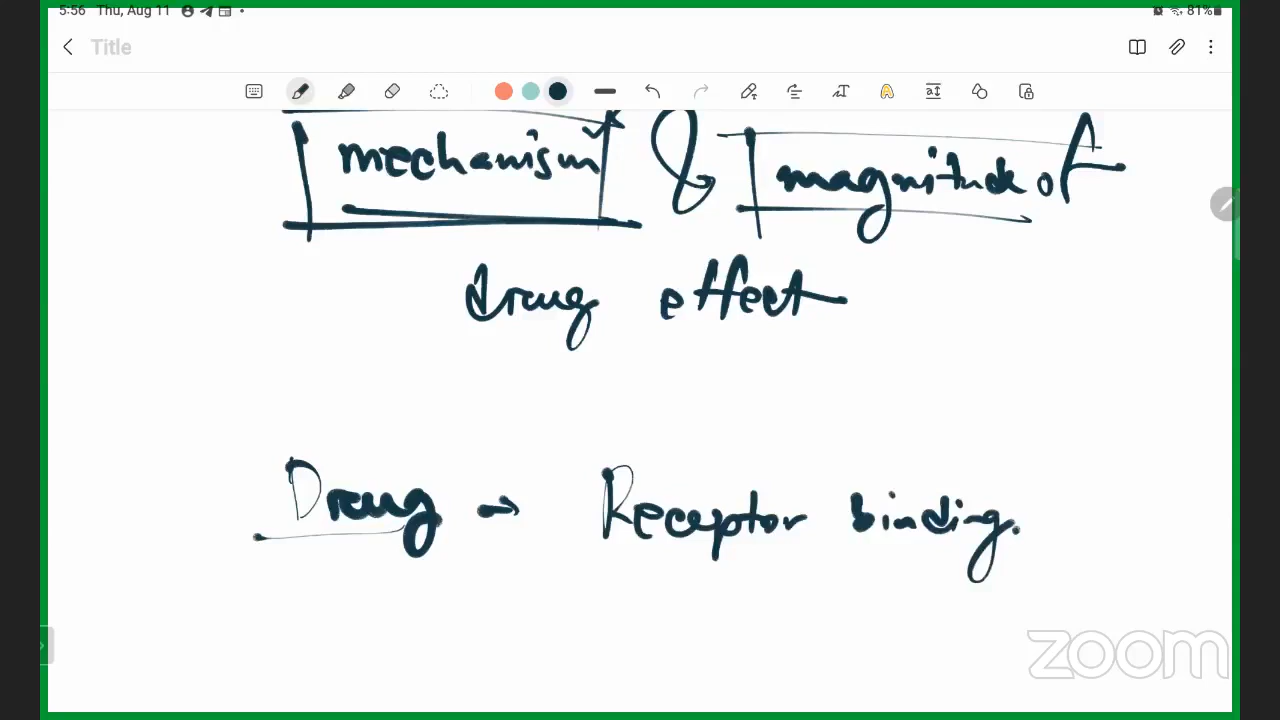 5:56 Thu, Aug 11
81%
Title
mechanism & magnitude of
drug effect
Drug → Receptor binding.
zoom